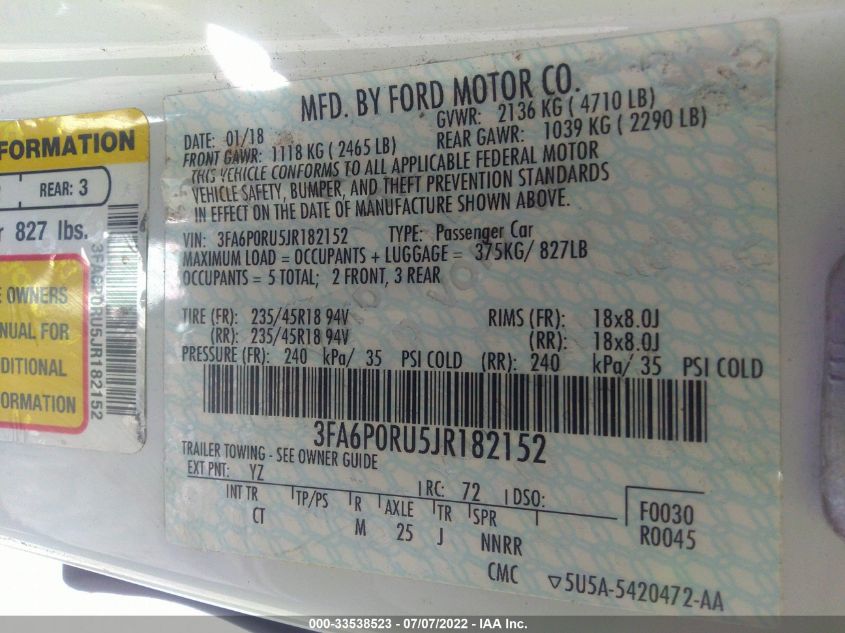 FORMATION
REAR: 3
827 lbs.
OWNERS
FOR
ORMATION
3FA6P0RU5JR182152
MFD. BY FORD MOTOR CO.
DATE: 01/18
GVWR: 2136 KG ( 4710 LB)
FRONT GAWR: 1118 KG ( 2465 LB)
REAR GAWR: 1039 KG ( 2290 LB)
THIS VEHICLE CONFORMS TO ALL APPLICABLE FEDERAL MOTOR
VEHICLE SAFETY, BUMPER, AND THEFT PREVENTION STANDARDS
IN EFFECT ON THE DATE OF MANUFACTURE SHOWN ABOVE.
VIN: 3FA6P0RU5JR182152 TYPE: Passenger Car
MAXIMUM LOAD = OCCUPANTS + LUGGAGE = 375KG/ 827LB
OCCUPANTS = 5 TOTAL; 2 FRONT, 3 REAR
TIRE (FR): 235/45R18 94V RIMS (FR): 18x8.0J
(RR): 235/45R18 94V (RR): 18x8.0J
PRESSURE (FR): 240 kPa/ 35 PSI COLD (RR): 240 kPa/ 35 PSI COLD
3FA6P0RU5JR182152
TRAILER TOWING - SEE OWNER GUIDE
EXT PNT: YZ RC: 72 DSO:
INT TR TP/PS R AXLE TR SPR
CT M 25 J NNRR
F0030
R0045
CMC ▽5U5A-5420472-AA
000-33538523 - 07/07/2022 - IAA Inc.